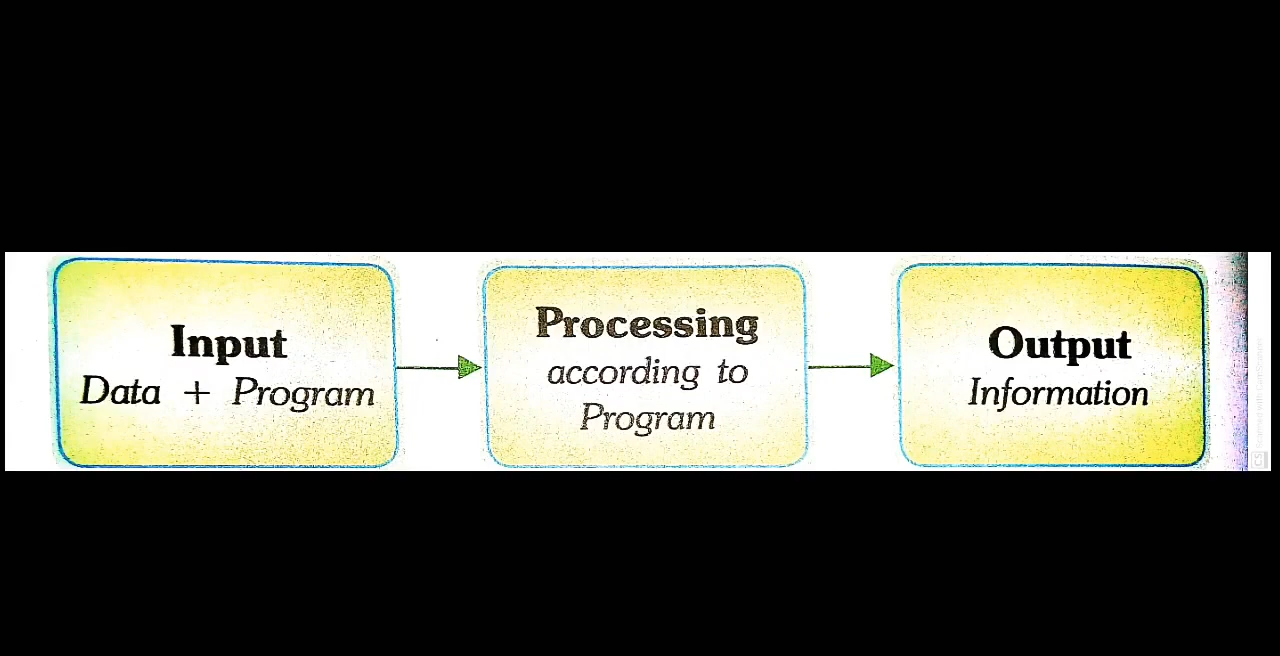 Input
Data + Program
Processing
according to
Program
Output
Information